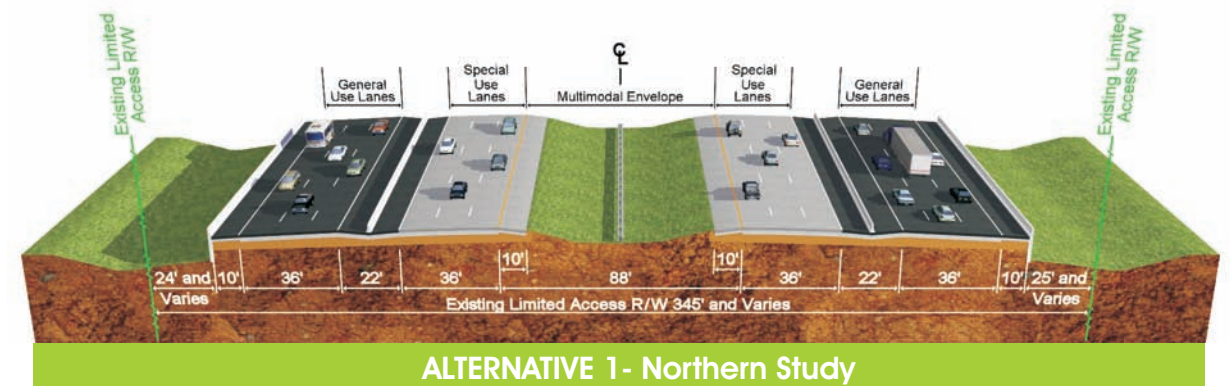 Existing Limited
Access R/W
General
Use Lanes
Special
Use
Lanes
℄
Multimodal Envelope
Special
Use
Lanes
General
Use Lanes
Existing Limited
Access R/W
10'
10'
24' and
Varies
10'
36'
22'
36'
88'
36'
22'
36'
10'
25' and
Varies
Existing Limited Access R/W 345' and Varies
ALTERNATIVE 1- Northern Study